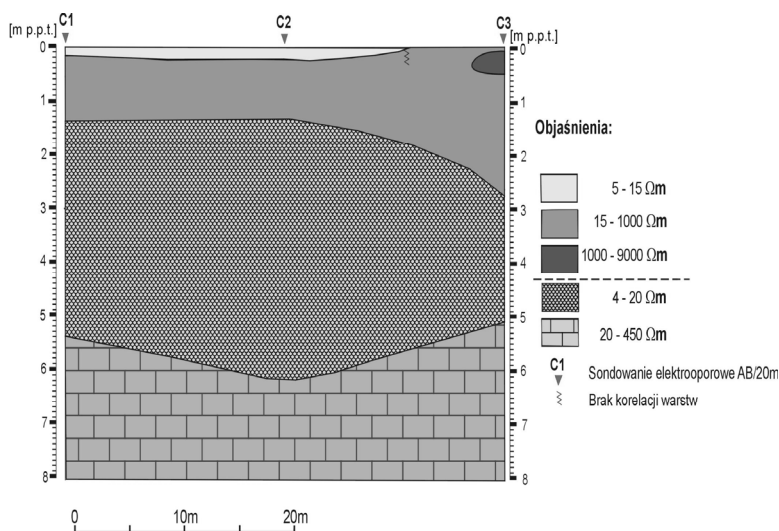 C1 C2 C3
[m p.p.t.] [m p.p.t.]
0 0
1 1
2 2
3 3
4 4
5 5
6 6
7 7
8 8
Objaśnienia:
5 - 15 Ωm
15 - 1000 Ωm
1000 - 9000 Ωm
4 - 20 Ωm
20 - 450 Ωm
C1 Sondowanie elektrooporowe AB/20m
Brak korelacji warstw
0 10m 20m